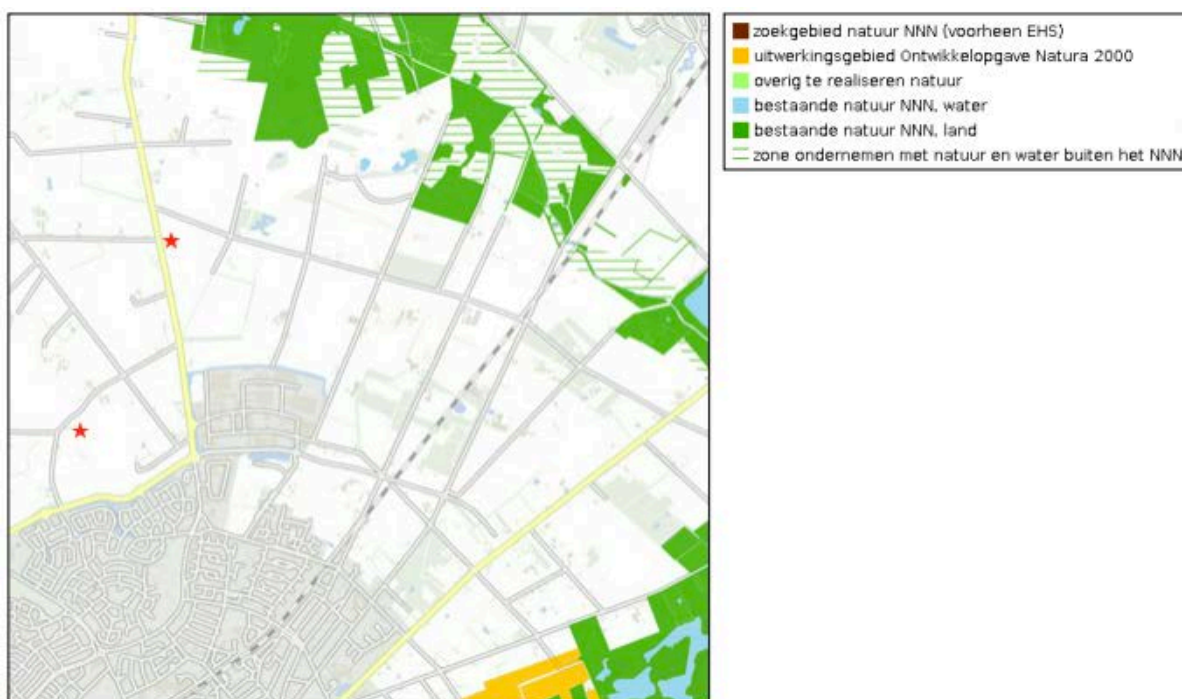 zoekgebied natuur NNN (voorheen EHS)
uitwerkingsgebied Ontwikkelopgave Natura 2000
overig te realiseren natuur
bestaande natuur NNN, water
bestaande natuur NNN, land
zone ondernemen met natuur en water buiten het NNN